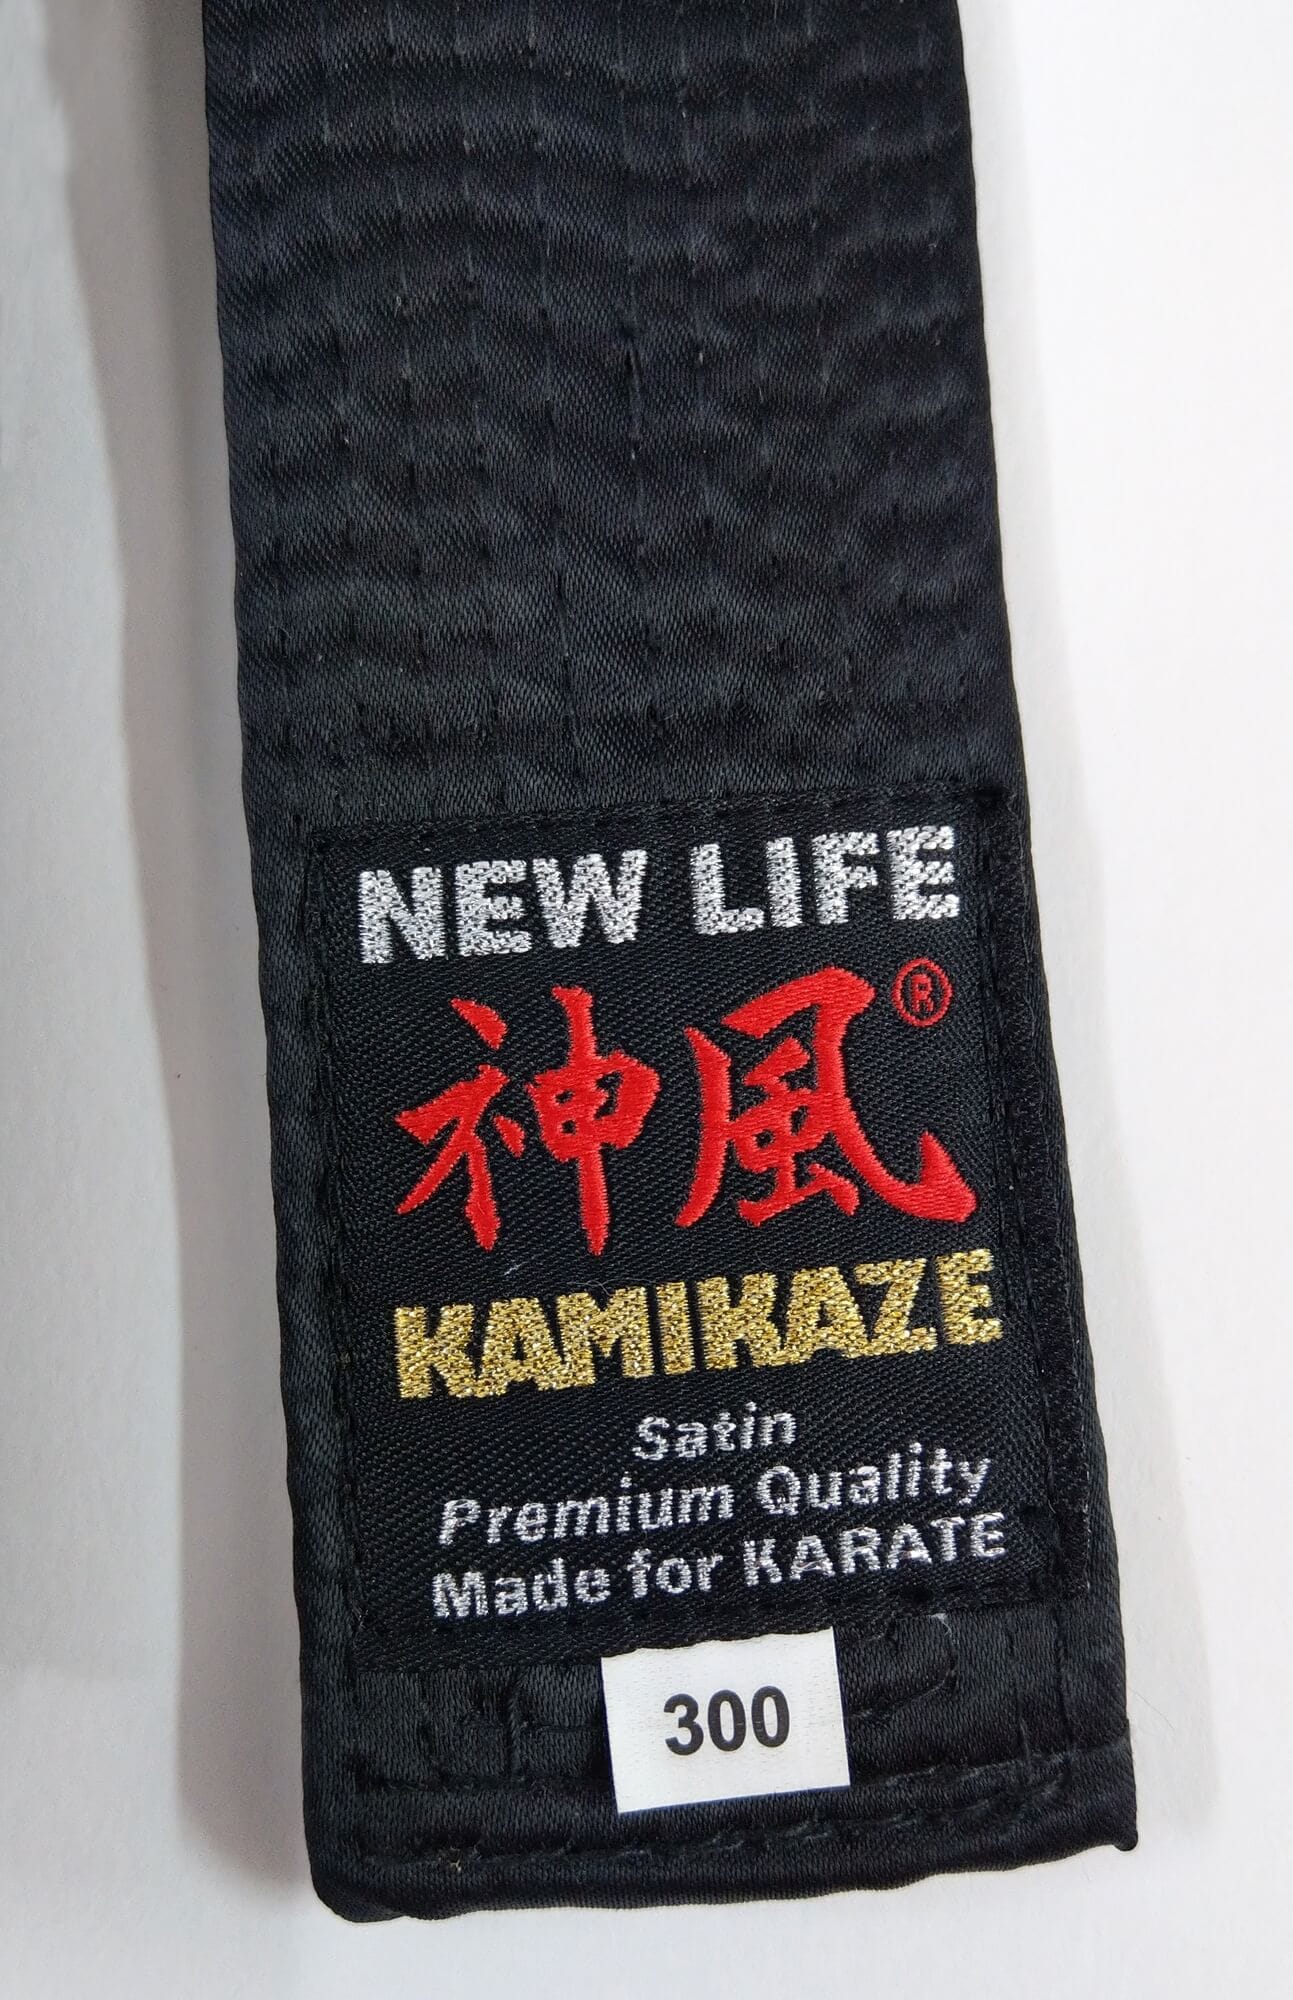 NEW LIFE
神風®
KAMIKAZE
Satin
Premium Quality
Made for KARATE
300